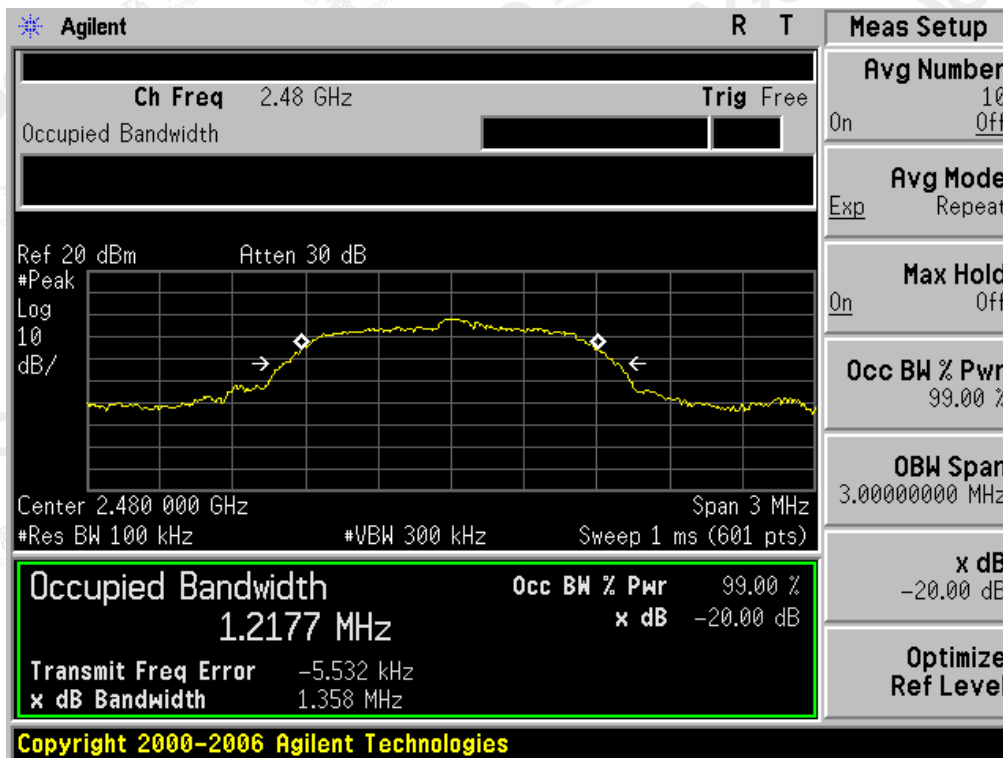 Agilent R T
Ch Freq 2.48 GHz Trig Free
Occupied Bandwidth
Ref 20 dBm Atten 30 dB
#Peak
Log
10
dB/
Center 2.480 000 GHz Span 3 MHz
#Res BW 100 kHz #VBW 300 kHz Sweep 1 ms (601 pts)
Occupied Bandwidth
1.2177 MHz
Occ BW % Pwr 99.00 %
x dB -20.00 dB
Transmit Freq Error -5.532 kHz
x dB Bandwidth 1.358 MHz
Copyright 2000-2006 Agilent Technologies
Meas Setup
Avg Number
10
On Off
Avg Mode
Exp Repeat
Max Hold
On Off
Occ BW % Pwr
99.00 %
OBW Span
3.00000000 MHz
x dB
-20.00 dB
Optimize
Ref Level